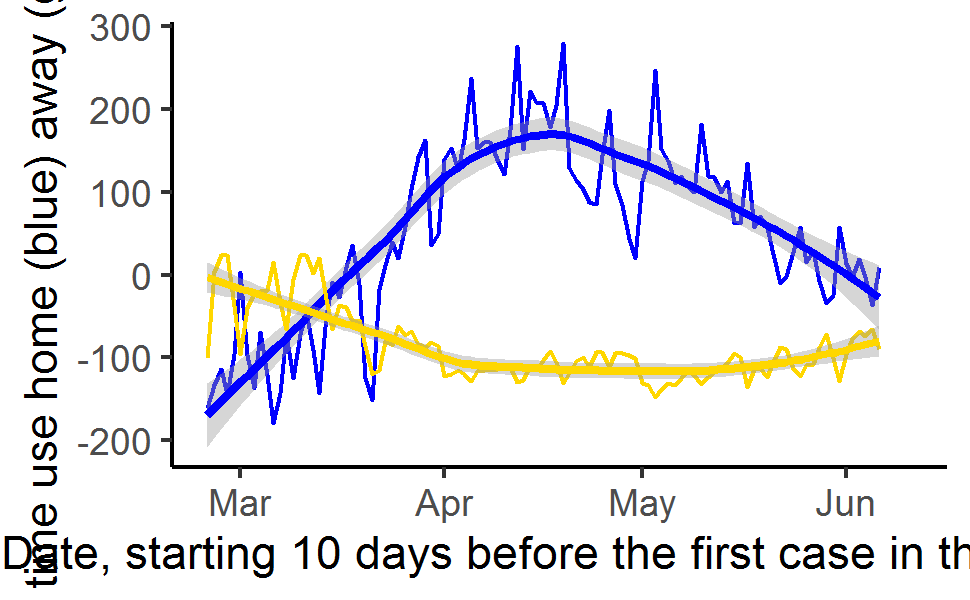 time use home (blue) away (
300
200
100
0
-100
-200
Mar Apr May Jun
Date, starting 10 days before the first case in th